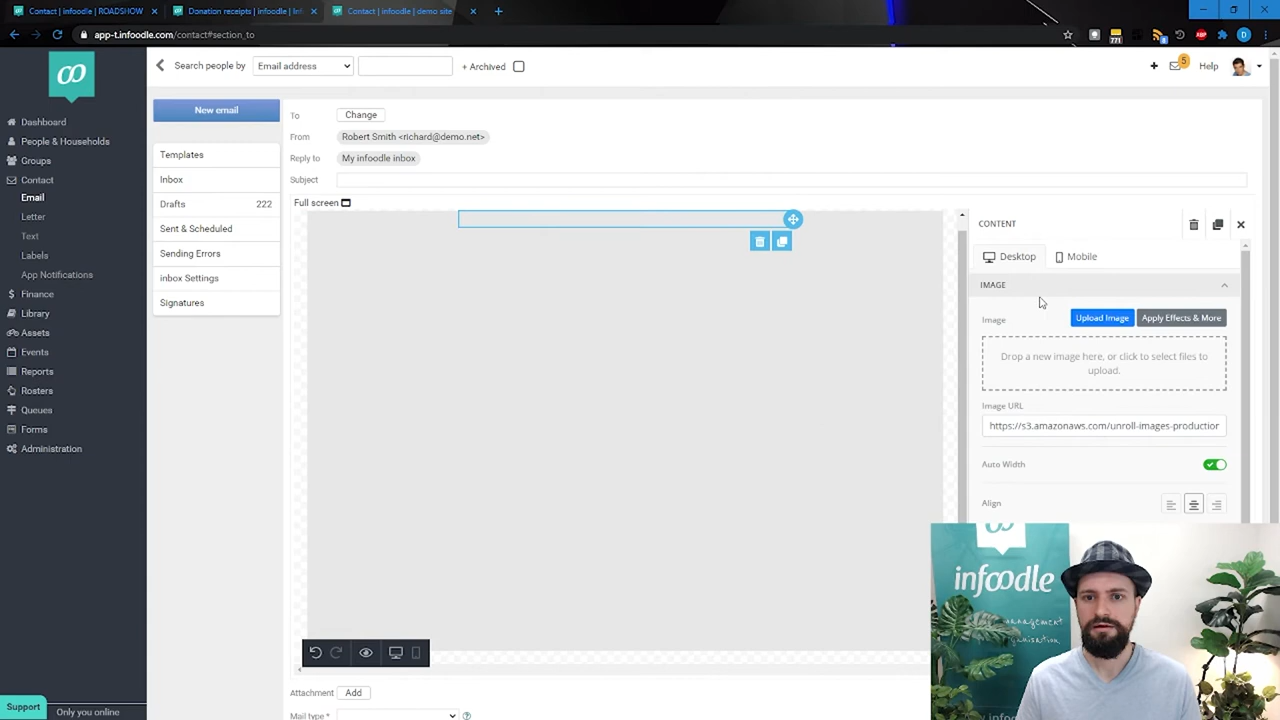 Contact | infoodle | ROADSHOW
Donation receipts | infoodle | Inf
Contact | infoodle | demo site
app-t.infoodle.com/contact#section_to
771
D
Search people by
Email address
+ Archived
5
Help
Dashboard
People & Households
Groups
Contact
Email
Letter
Text
Labels
App Notifications
Finance
Library
Assets
Events
Reports
Rosters
Queues
Forms
Administration
Support
Only you online
New email
Templates
Inbox
Drafts 222
Sent & Scheduled
Sending Errors
inbox Settings
Signatures
To Change
From Robert Smith <richard@demo.net>
Reply to My infoodle inbox
Subject
Full screen
Attachment Add
Mail type *
CONTENT
Desktop Mobile
IMAGE
Image Upload Image Apply Effects & More
Drop a new image here, or click to select files to
upload.
Image URL
https://s3.amazonaws.com/unroll-images-production
Auto Width
Align
infoodle